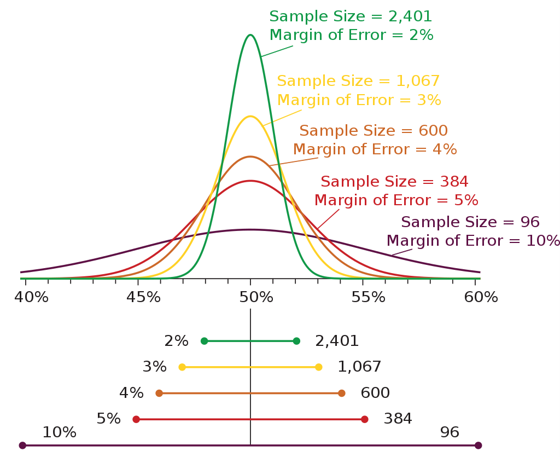 Sample Size = 2,401
Margin of Error = 2%
Sample Size = 1,067
Margin of Error = 3%
Sample Size = 600
Margin of Error = 4%
Sample Size = 384
Margin of Error = 5%
Sample Size = 96
Margin of Error = 10%
40% 45% 50% 55% 60%
2% 2,401
3% 1,067
4% 600
5% 384
10% 96